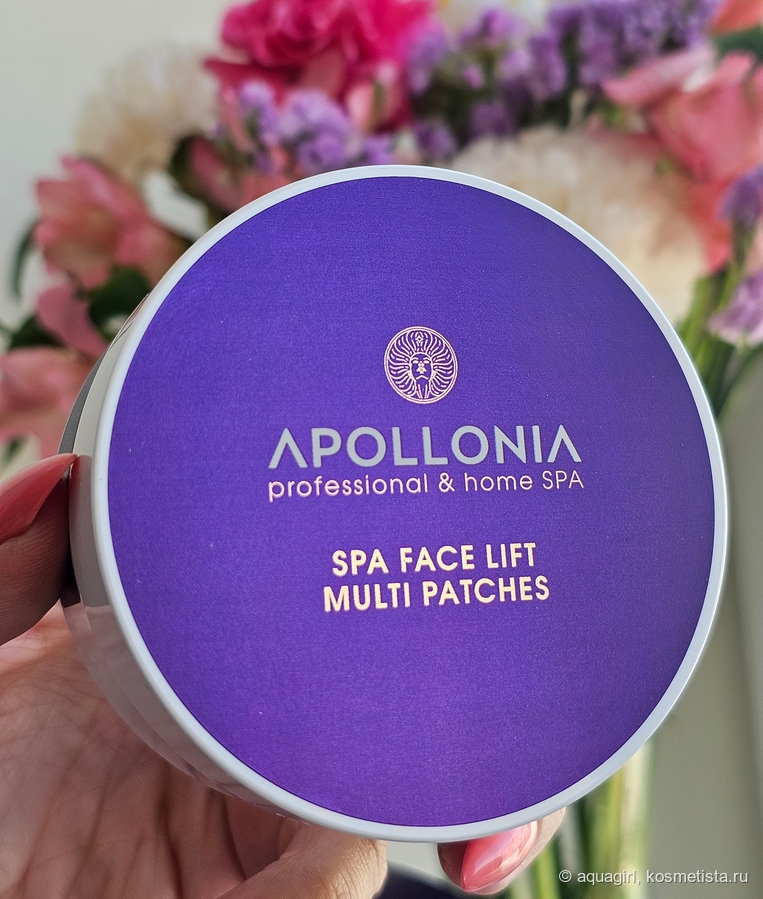 APOLLONIA
professional & home SPA
SPA FACE LIFT
MULTI PATCHES
© aquagirl, kosmetista.ru